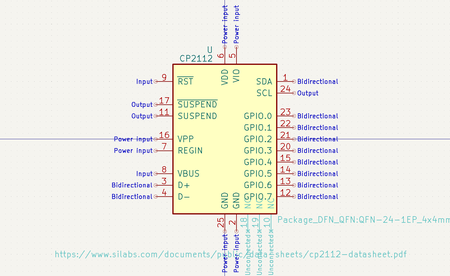 Power input
Power input
6
5
U
CP2112
VDD
VIO
Input 9 RST
SDA 1 Bidirectional
SCL 24 Output
Output 17 SUSPEND
Output 11 SUSPEND
GPIO.0 23 Bidirectional
GPIO.1 22 Bidirectional
Power input 16 VPP
GPIO.2 21 Bidirectional
Power input 7 REGIN
GPIO.3 20 Bidirectional
GPIO.4 15 Bidirectional
Input 8 VBUS
GPIO.5 14 Bidirectional
Bidirectional 3 D+
GPIO.6 13 Bidirectional
Bidirectional 4 D-
GPIO.7 12 Bidirectional
GND
GND
NC
NC
NC
25
2
18
19
10
Package_DFN_QFN:QFN-24-1EP_4x4mm
Power input
Power input
Unconnected
Unconnected
Unconnected
https://www.silabs.com/documents/public/data-sheets/cp2112-datasheet.pdf